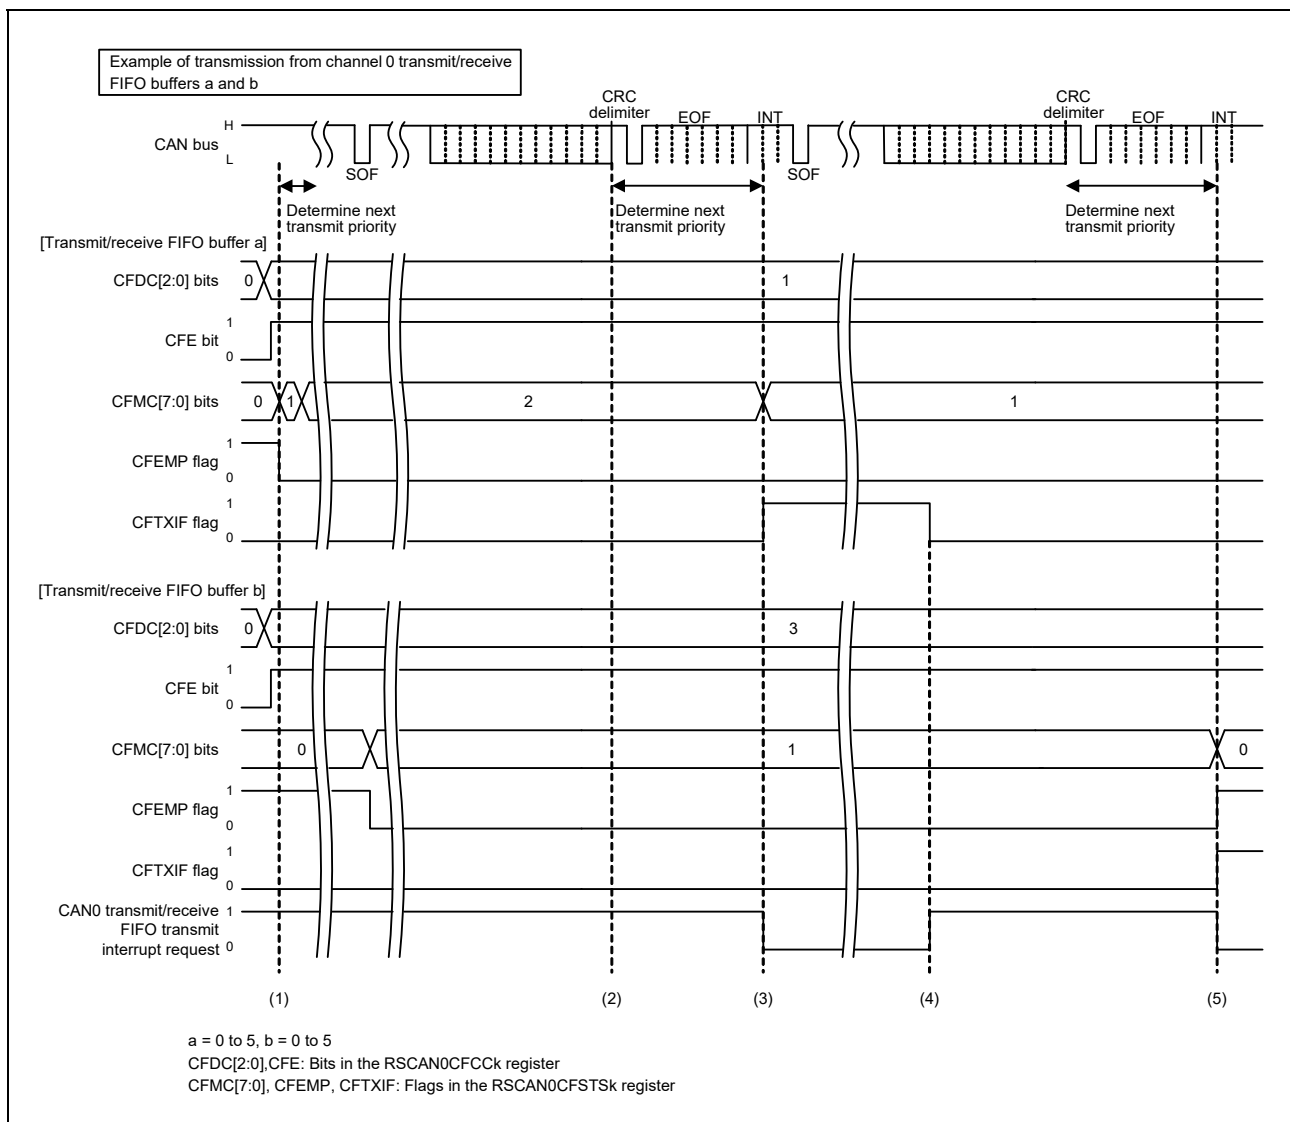 Example of transmission from channel 0 transmit/receive
FIFO buffers a and b
CRC
delimiter
EOF
INT
CRC
delimiter
EOF
INT
H
CAN bus
L
SOF
SOF
Determine next
transmit priority
Determine next
transmit priority
Determine next
transmit priority
[Transmit/receive FIFO buffer a]
CFDC[2:0] bits
0
1
1
CFE bit
0
CFMC[7:0] bits
0
1
2
1
1
CFEMP flag
0
1
CFTXIF flag
0
[Transmit/receive FIFO buffer b]
CFDC[2:0] bits
0
3
1
CFE bit
0
CFMC[7:0] bits
0
1
0
1
CFEMP flag
0
1
CFTXIF flag
0
CAN0 transmit/receive 1
FIFO transmit
interrupt request 0
(1)
(2)
(3)
(4)
(5)
a = 0 to 5, b = 0 to 5
CFDC[2:0],CFE: Bits in the RSCAN0CFCCk register
CFMC[7:0], CFEMP, CFTXIF: Flags in the RSCAN0CFSTSk register